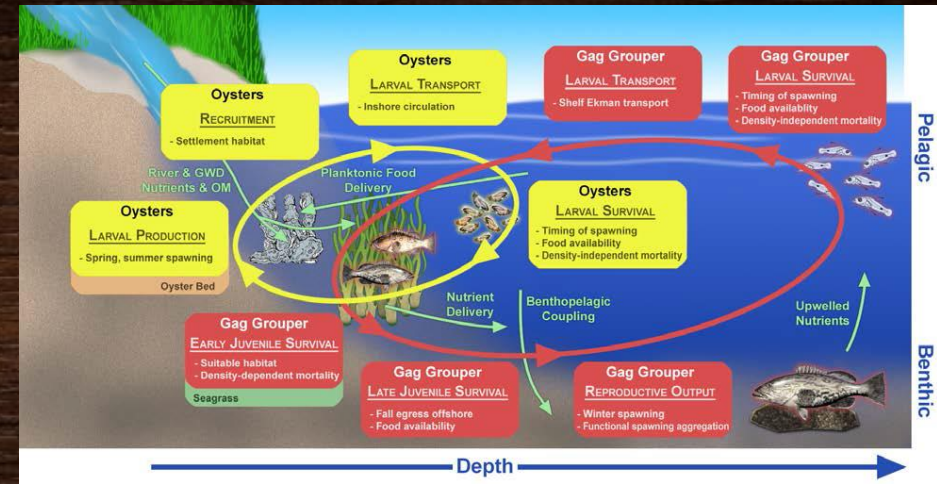 Oysters
LARVAL TRANSPORT
- Inshore circulation
Gag Grouper
LARVAL TRANSPORT
- Shelf Ekman transport
Gag Grouper
LARVAL SURVIVAL
- Timing of spawning
- Food availablity
- Density-independent mortality
Oysters
RECRUITMENT
- Settlement habitat
River & GWD
Nutrients & OM
Planktonic Food
Delivery
Oysters
LARVAL PRODUCTION
- Spring, summer spawning
Oyster Bed
Oysters
LARVAL SURVIVAL
- Timing of spawning
- Food availability
- Density-independent mortality
Nutrient
Delivery
Benthopelagic
Coupling
Upwelled
Nutrients
Gag Grouper
EARLY JUVENILE SURVIVAL
- Suitable habitat
- Density-dependent mortality
Seagrass
Gag Grouper
LATE JUVENILE SURVIVAL
- Fall egress offshore
- Food availability
Gag Grouper
REPRODUCTIVE OUTPUT
- Winter spawning
- Functional spawning aggregation
Pelagic
Benthic
Depth